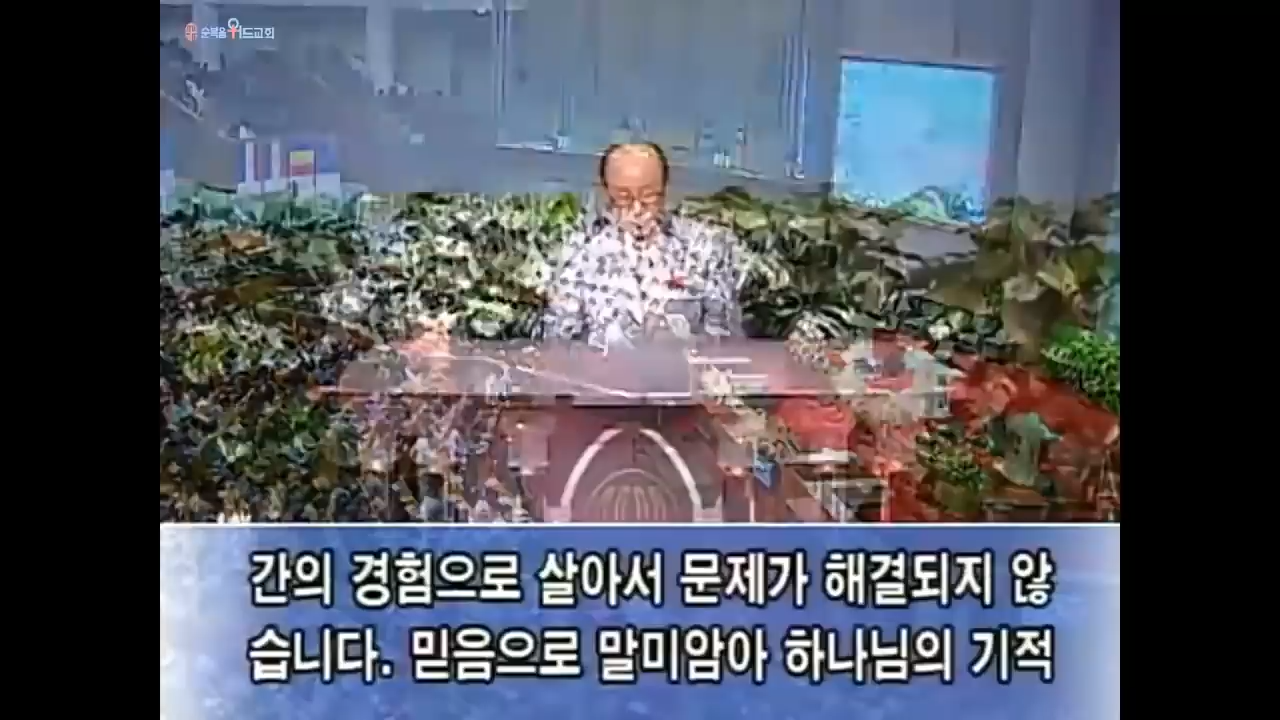 순복음위드교회
간의 경험으로 살아서 문제가 해결되지 않
습니다. 믿음으로 말미암아 하나님의 기적